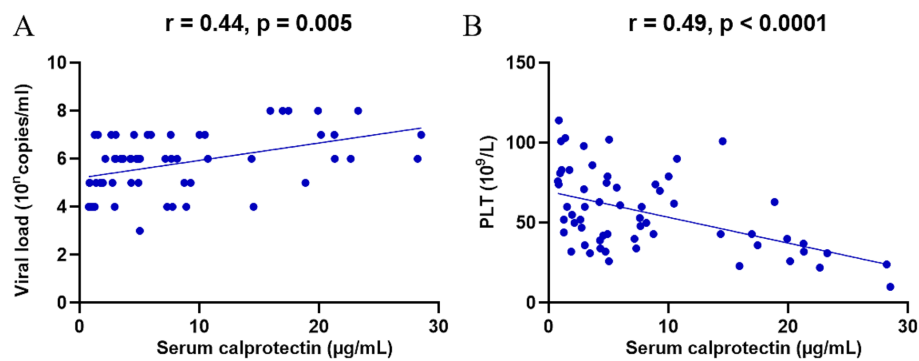 A
r = 0.44, p = 0.005
Viral load (10ⁿ copies/ml)
10
8
6
4
2
0
0
10
20
30
Serum calprotectin (µg/mL)
B
r = 0.49, p < 0.0001
PLT (10⁹/L)
150
100
50
0
0
10
20
30
Serum calprotectin (µg/mL)